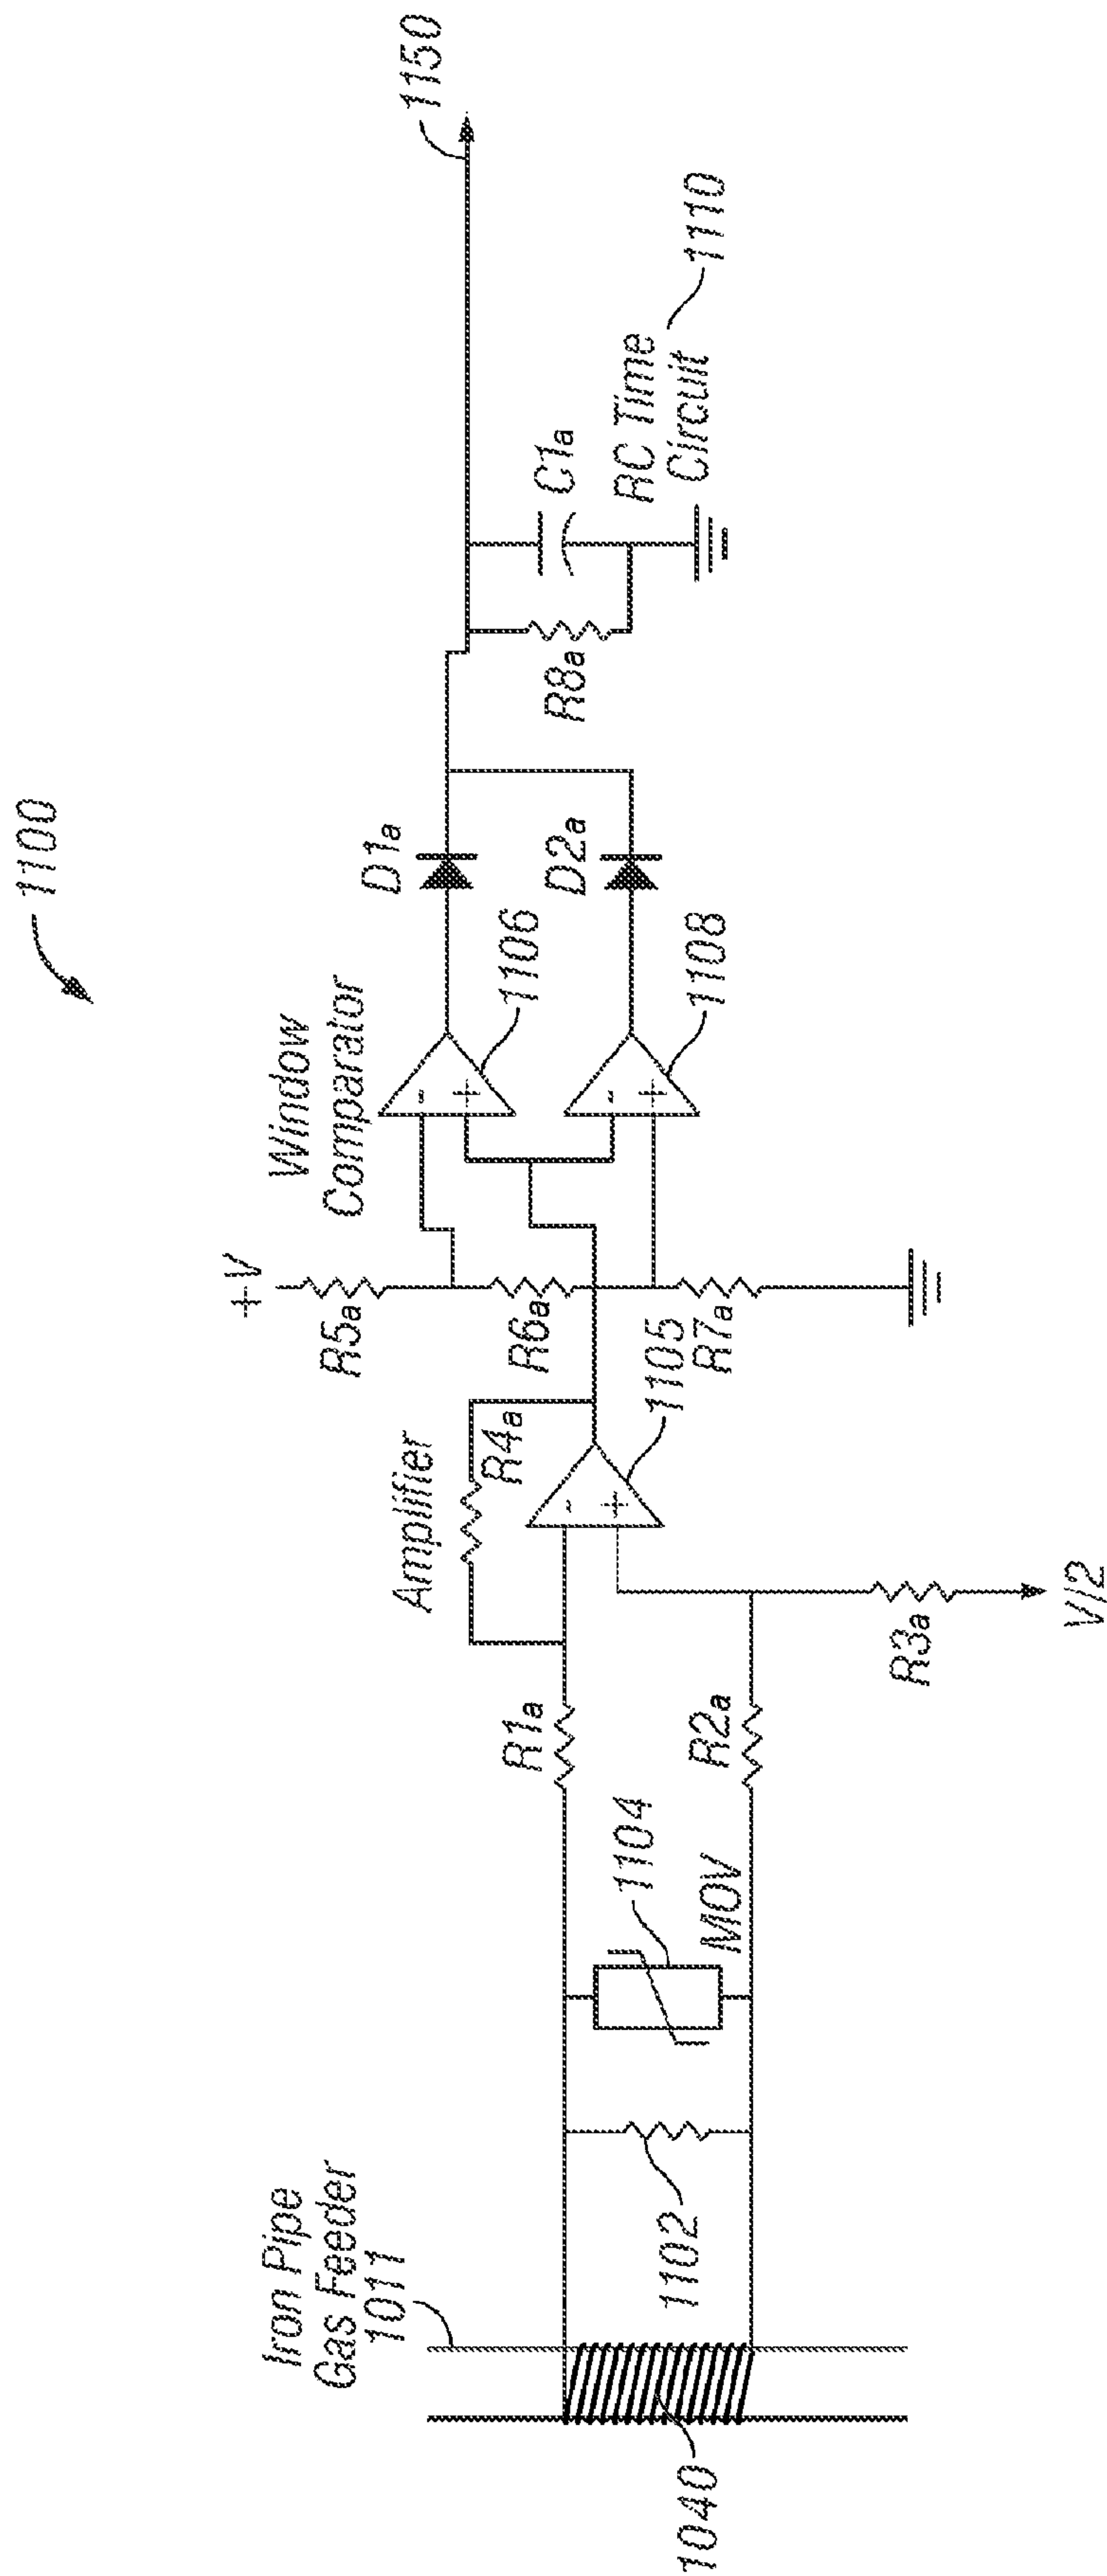 1100
Iron Pipe
Gas Feeder
1011
1040
1102
1104
MOV
R1a
R2a
R3a
V/2
Amplifier
R4a
-
+
1105
+V
R5a
R6a
R7a
Window
Comparator
-
+
1106
-
+
1108
D1a
D2a
R8a
C1a
RC Time
Circuit
1110
1150